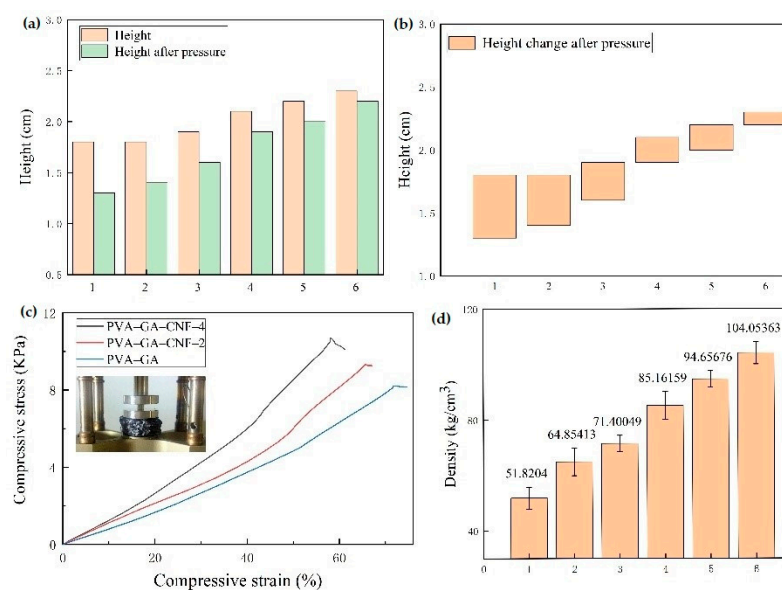 (a)
3.0
2.5
2.0
1.5
1.0
0.5
Height (cm)
Height
Height after pressure
1 2 3 4 5 6
(b)
3.0
2.5
2.0
1.5
1.0
Height (cm)
Height change after pressure
1 2 3 4 5 6
(c)
12
8
4
0
Compressive stress (KPa)
PVA–GA–CNF–4
PVA–GA–CNF–2
PVA–GA
0 20 40 60
Compressive strain (%)
(d)
120
80
40
Density (kg/cm³)
51.8204
64.85413
71.40049
85.16159
94.65676
104.05363
0 1 2 3 4 5 6